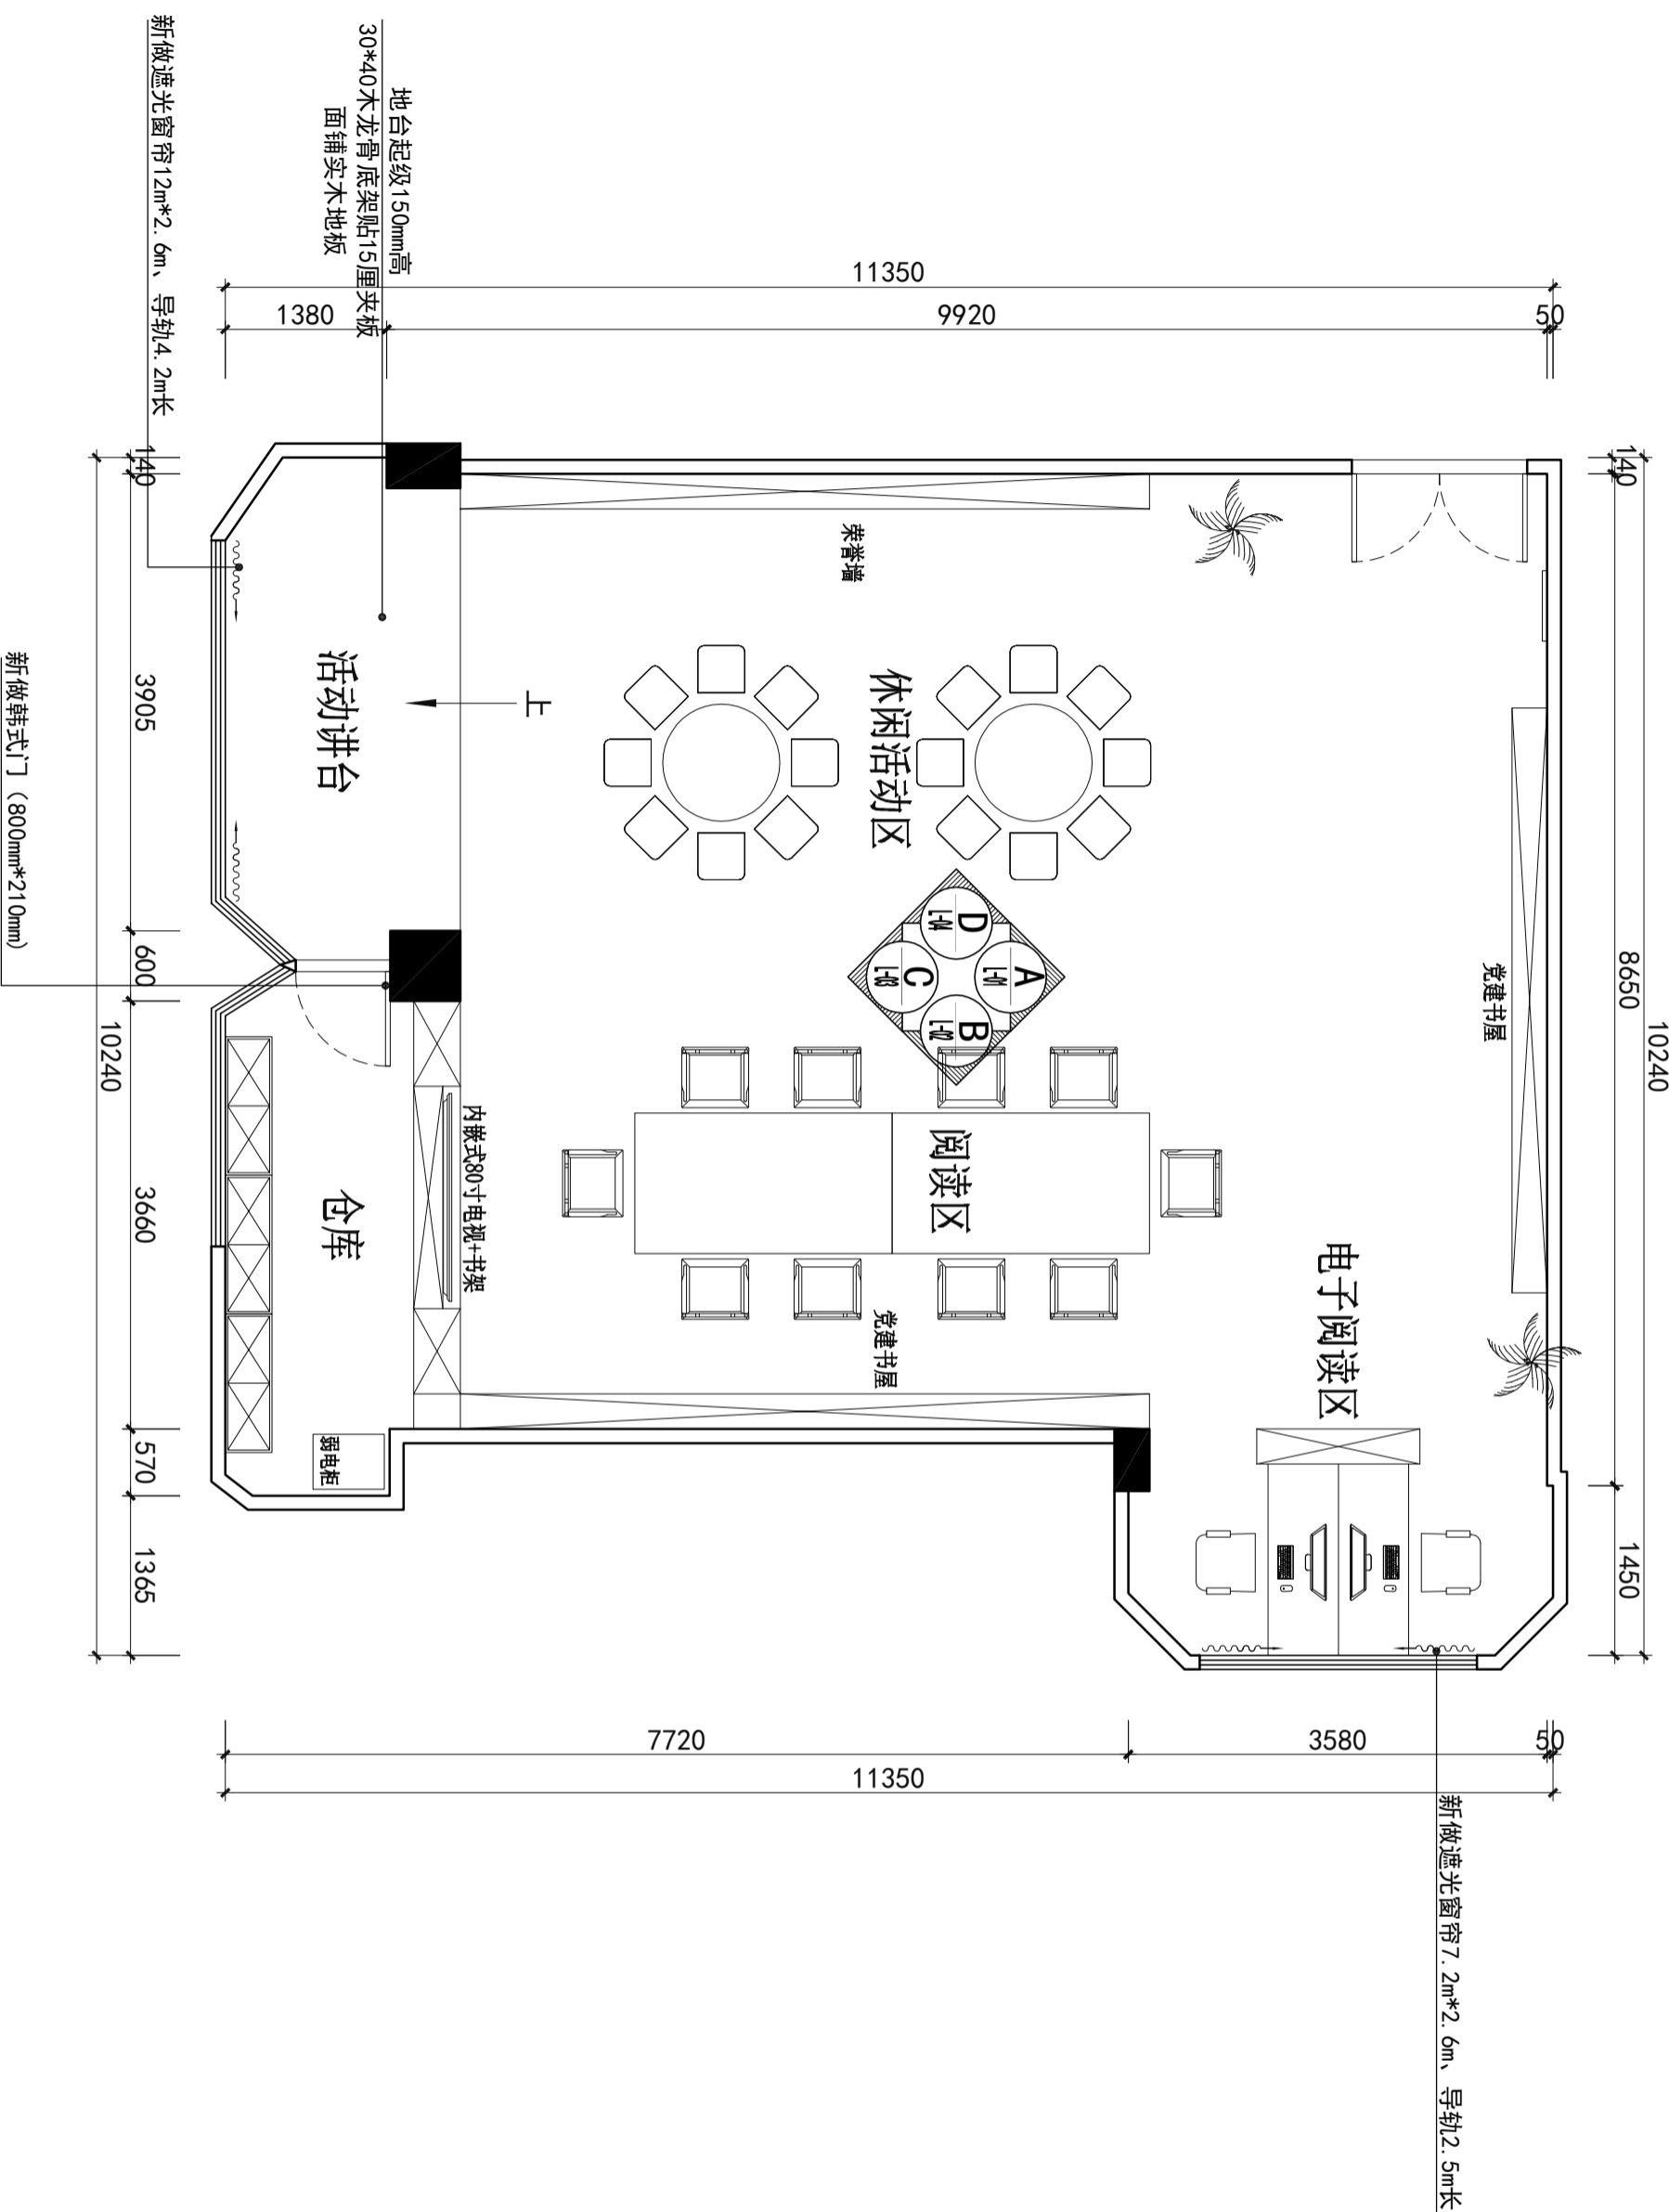 新做遮光窗帘12m*2.6m、导轨4.2m长
地台起级150mm高
30*40木龙骨底架贴15厘夹板
面铺实木地板
11350
1380
9920
50
140
140
荣誉墙
8650
10240
党建书屋
休闲活动区
上
活动讲台
3905
新做韩式门（800mm*210mm）
600
D
L-04
A
L-01
C
L-03
B
L-02
10240
3660
仓库
内嵌式80寸电视+书架
阅读区
电子阅读区
党建书屋
弱电柜
570
1365
1450
7720
3580
50
11350
新做遮光窗帘7.2m*2.6m、导轨2.5m长